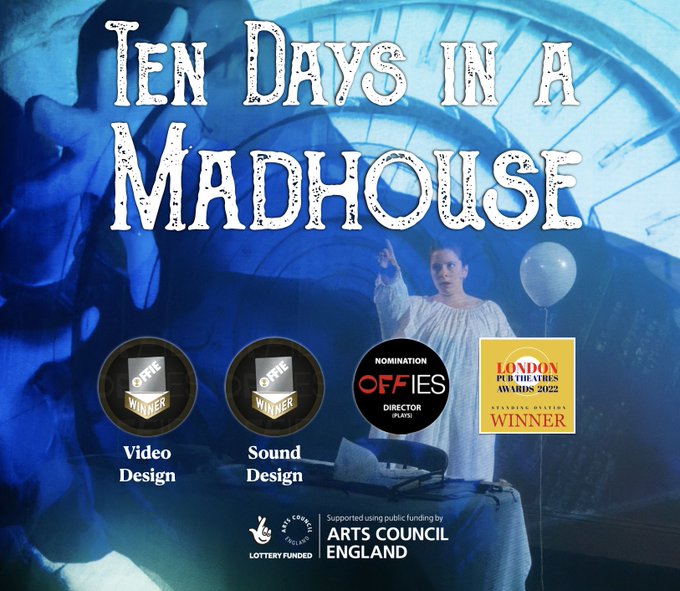 TEN DAYS IN A
MADHOUSE
OFFIE
WINNER
Video
Design
OFFIE
WINNER
Sound
Design
NOMINATION
OFFIES
DIRECTOR
(PLAYS)
LONDON
PUB THEATRES
AWARDS 2022
STANDING OVATION
WINNER
LOTTERY FUNDED
ARTS COUNCIL
ENGLAND
Supported using public funding by
ARTS COUNCIL
ENGLAND